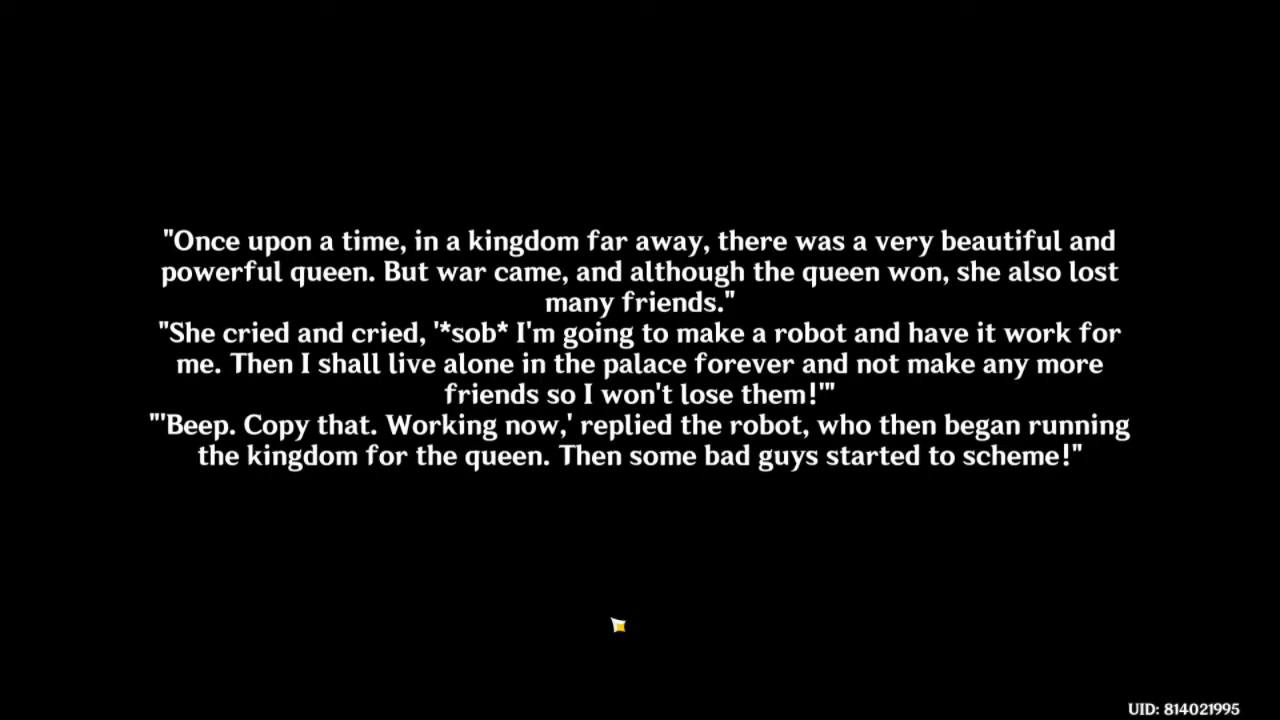 "Once upon a time, in a kingdom far away, there was a very beautiful and
powerful queen. But war came, and although the queen won, she also lost
many friends."
"She cried and cried, '*sob* I'm going to make a robot and have it work for
me. Then I shall live alone in the palace forever and not make any more
friends so I won't lose them!'"
"'Beep. Copy that. Working now,' replied the robot, who then began running
the kingdom for the queen. Then some bad guys started to scheme!"
UID: 814021995